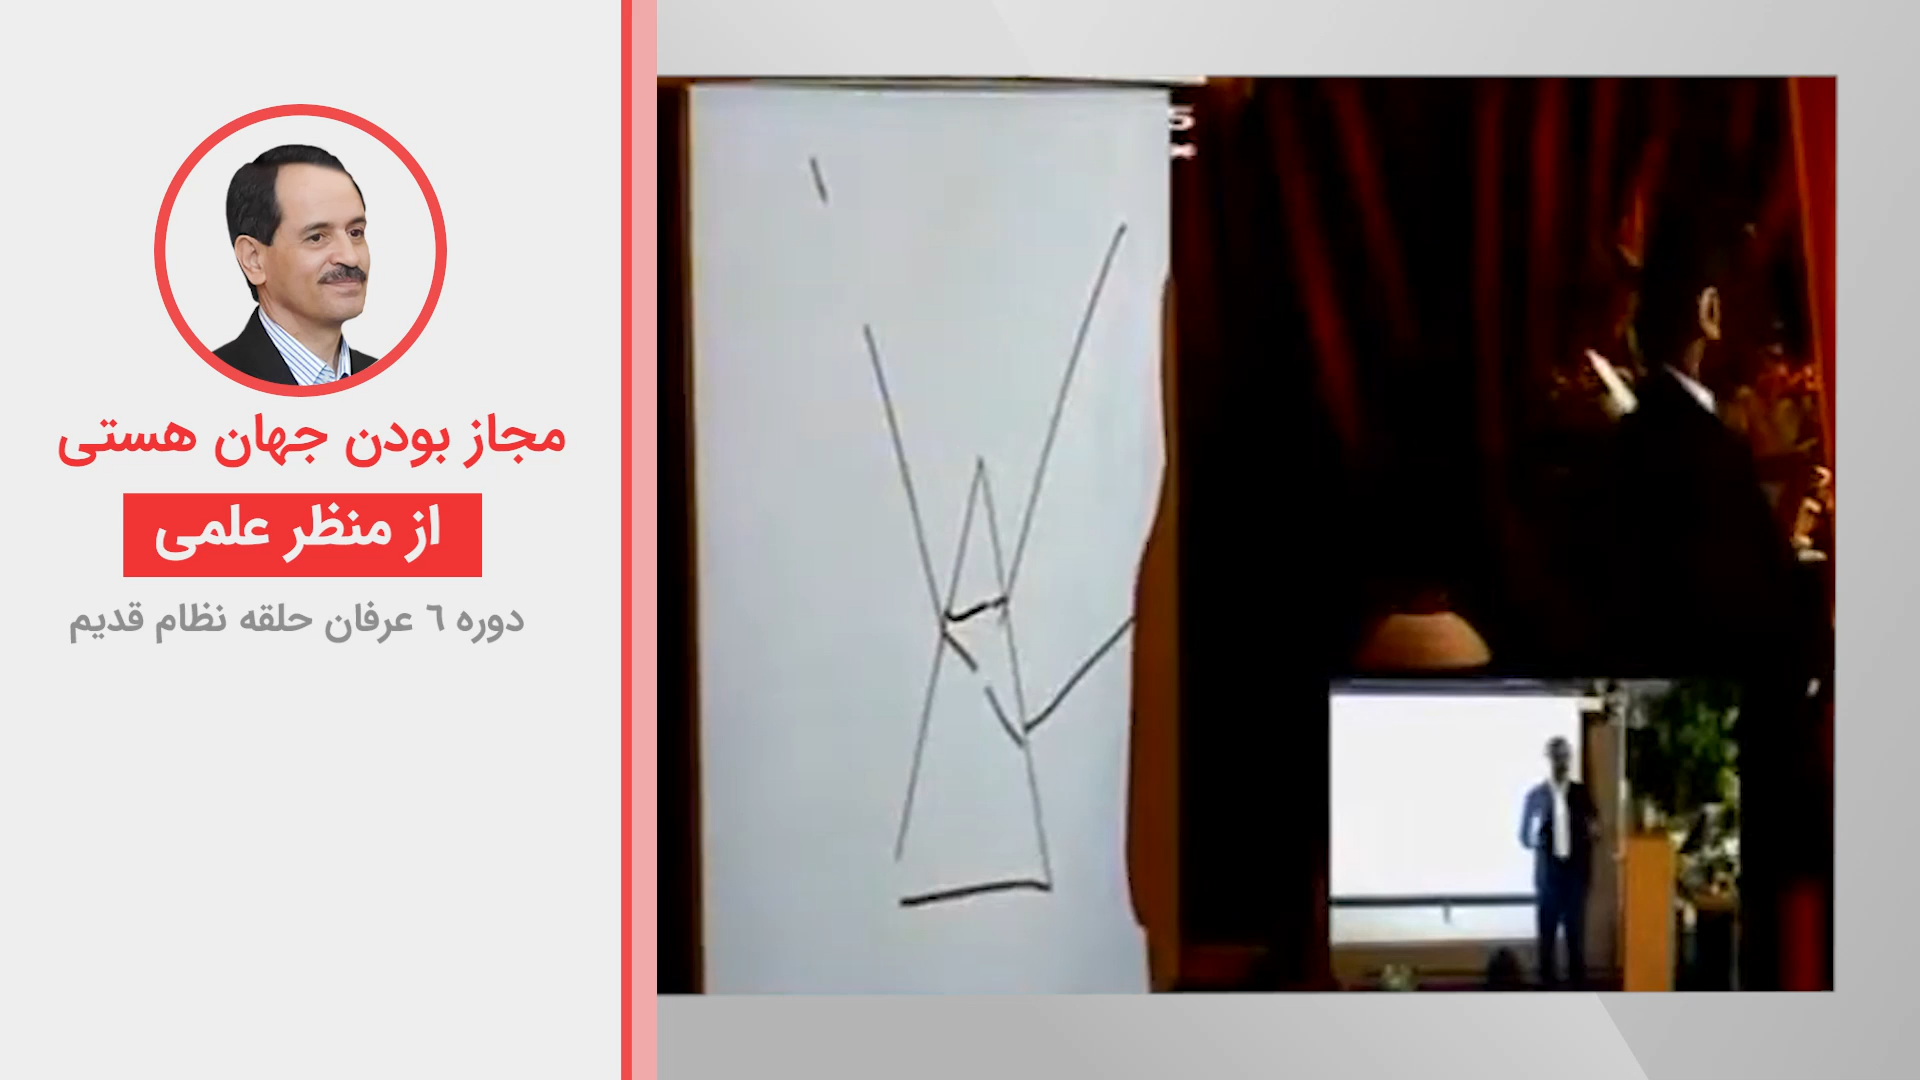 مجاز بودن جهان هستی
از منظر علمی
دوره ٦ عرفان حلقه نظام قدیم